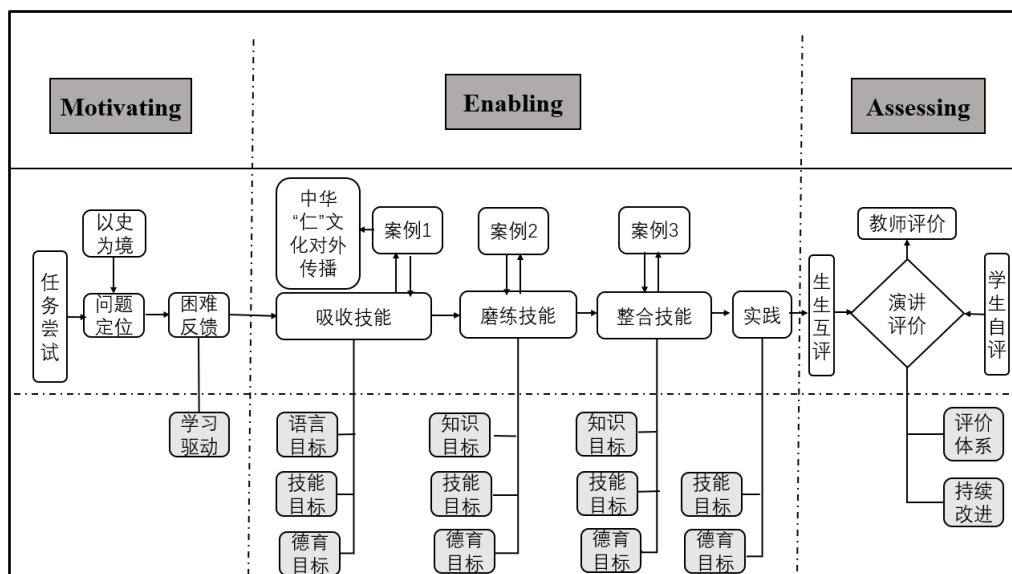 Motivating
Enabling
Assessing
以史
为境
任
务
尝
试
问题
定位
困难
反馈
学习
驱动
中华
“仁”文
化对外
传播
案例1
案例2
案例3
吸收技能
磨练技能
整合技能
实践
语言
目标
技能
目标
德育
目标
知识
目标
技能
目标
德育
目标
知识
目标
技能
目标
德育
目标
技能
目标
德育
目标
教师评价
生
生
互
评
演讲
评价
学
生
自
评
评价
体系
持续
改进